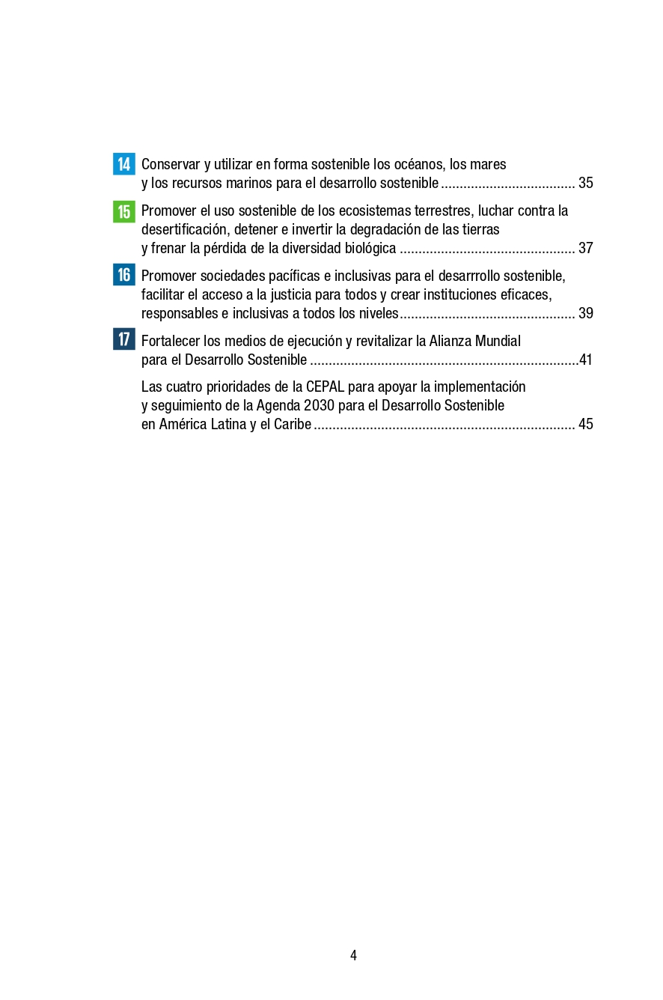 14 Conservar y utilizar en forma sostenible los océanos, los mares
y los recursos marinos para el desarrollo sostenible .................................... 35
15 Promover el uso sostenible de los ecosistemas terrestres, luchar contra la
desertificación, detener e invertir la degradación de las tierras
y frenar la pérdida de la diversidad biológica ............................................... 37
16 Promover sociedades pacíficas e inclusivas para el desarrrollo sostenible,
facilitar el acceso a la justicia para todos y crear instituciones eficaces,
responsables e inclusivas a todos los niveles............................................... 39
17 Fortalecer los medios de ejecución y revitalizar la Alianza Mundial
para el Desarrollo Sostenible ........................................................................41
Las cuatro prioridades de la CEPAL para apoyar la implementación
y seguimiento de la Agenda 2030 para el Desarrollo Sostenible
en América Latina y el Caribe ...................................................................... 45
4